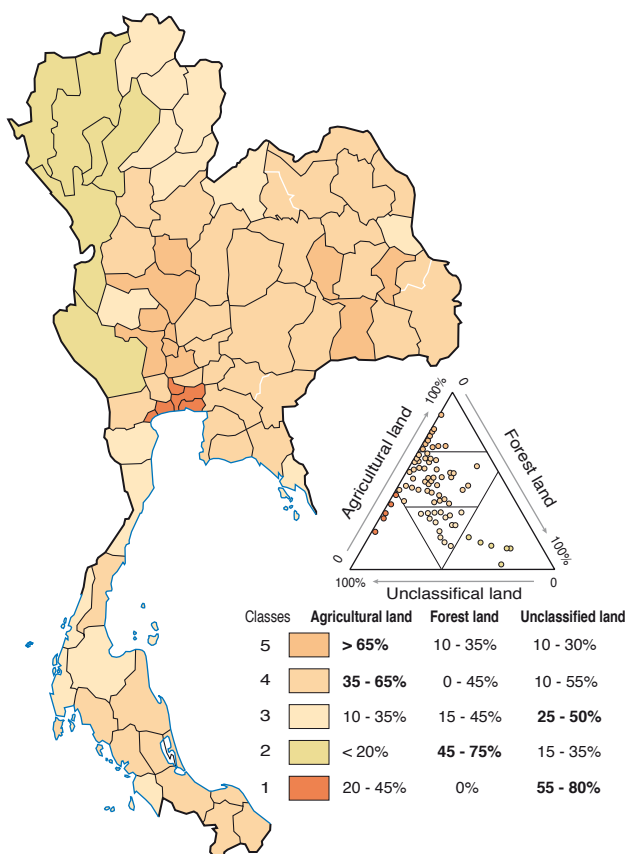 100%
0
Agricultural land
Forest land
0
100%
100%
0
Unclassifical land
Classes Agricultural land Forest land Unclassified land
5 > 65% 10 - 35% 10 - 30%
4 35 - 65% 0 - 45% 10 - 55%
3 10 - 35% 15 - 45% 25 - 50%
2 < 20% 45 - 75% 15 - 35%
1 20 - 45% 0% 55 - 80%